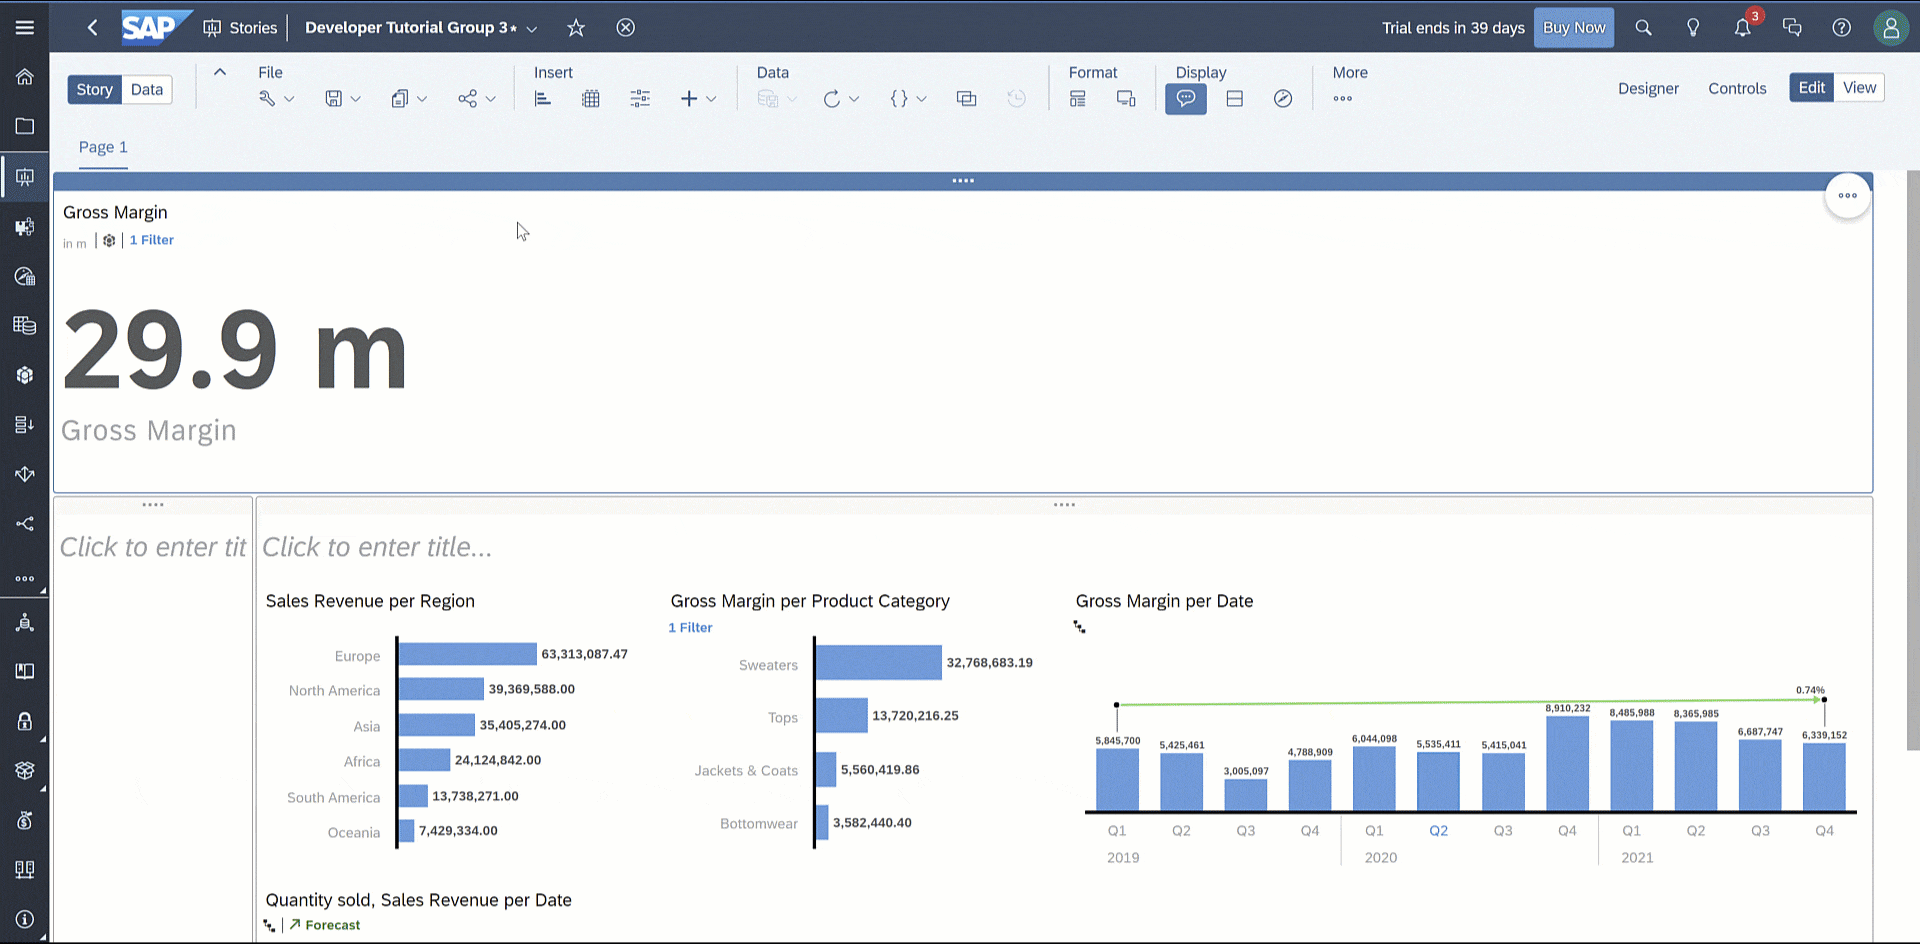 SAP
Stories
Developer Tutorial Group 3*
Trial ends in 39 days
Buy Now
3
Story
Data
File
Insert
Data
Format
Display
More
Designer
Controls
Edit
View
Page 1
Gross Margin
in m
1 Filter
29.9 m
Gross Margin
Click to enter tit
Click to enter title...
Sales Revenue per Region
Europe 63,313,087.47
North America 39,369,588.00
Asia 35,405,274.00
Africa 24,124,842.00
South America 13,738,271.00
Oceania 7,429,334.00
Gross Margin per Product Category
1 Filter
Sweaters 32,768,683.19
Tops 13,720,216.25
Jackets & Coats 5,560,419.86
Bottomwear 3,582,440.40
Gross Margin per Date
0.74%
5,845,700 5,425,461 3,005,097 4,788,909 6,044,098 5,535,411 5,415,041 8,910,232 8,485,988 8,365,985 6,687,747 6,339,152
Q1 Q2 Q3 Q4 Q1 Q2 Q3 Q4 Q1 Q2 Q3 Q4
2019 2020 2021
Quantity sold, Sales Revenue per Date
Forecast